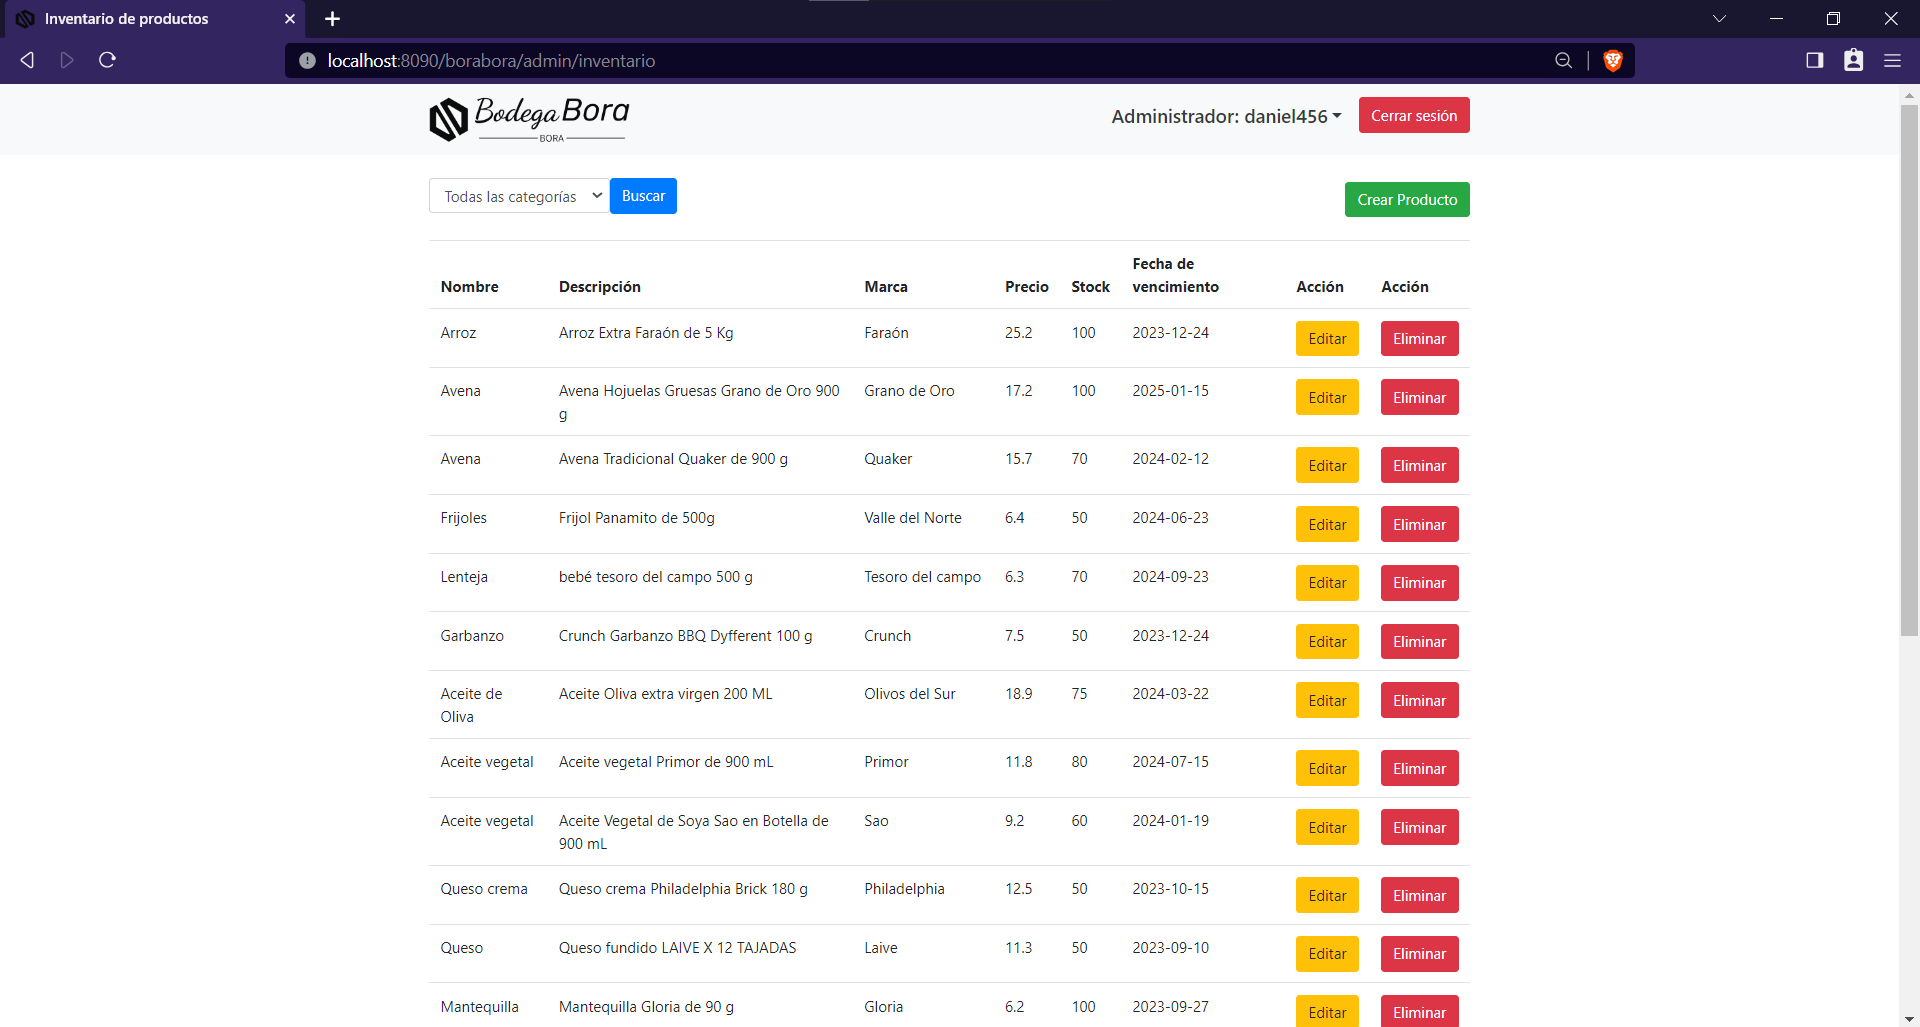 Inventario de productos
localhost:8090/borabora/admin/inventario
Bodega Bora
BORA
Administrador: daniel456
Cerrar sesión
Todas las categorías
Buscar
Crear Producto
Nombre Descripción Marca Precio Stock Fecha de vencimiento Acción Acción
Arroz Arroz Extra Faraón de 5 Kg Faraón 25.2 100 2023-12-24 Editar Eliminar
Avena Avena Hojuelas Gruesas Grano de Oro 900 g Grano de Oro 17.2 100 2025-01-15 Editar Eliminar
Avena Avena Tradicional Quaker de 900 g Quaker 15.7 70 2024-02-12 Editar Eliminar
Frijoles Frijol Panamito de 500g Valle del Norte 6.4 50 2024-06-23 Editar Eliminar
Lenteja bebé tesoro del campo 500 g Tesoro del campo 6.3 70 2024-09-23 Editar Eliminar
Garbanzo Crunch Garbanzo BBQ Dyfferent 100 g Crunch 7.5 50 2023-12-24 Editar Eliminar
Aceite de Oliva Aceite Oliva extra virgen 200 ML Olivos del Sur 18.9 75 2024-03-22 Editar Eliminar
Aceite vegetal Aceite vegetal Primor de 900 mL Primor 11.8 80 2024-07-15 Editar Eliminar
Aceite vegetal Aceite Vegetal de Soya Sao en Botella de 900 mL Sao 9.2 60 2024-01-19 Editar Eliminar
Queso crema Queso crema Philadelphia Brick 180 g Philadelphia 12.5 50 2023-10-15 Editar Eliminar
Queso Queso fundido LAIVE X 12 TAJADAS Laive 11.3 50 2023-09-10 Editar Eliminar
Mantequilla Mantequilla Gloria de 90 g Gloria 6.2 100 2023-09-27 Editar Eliminar